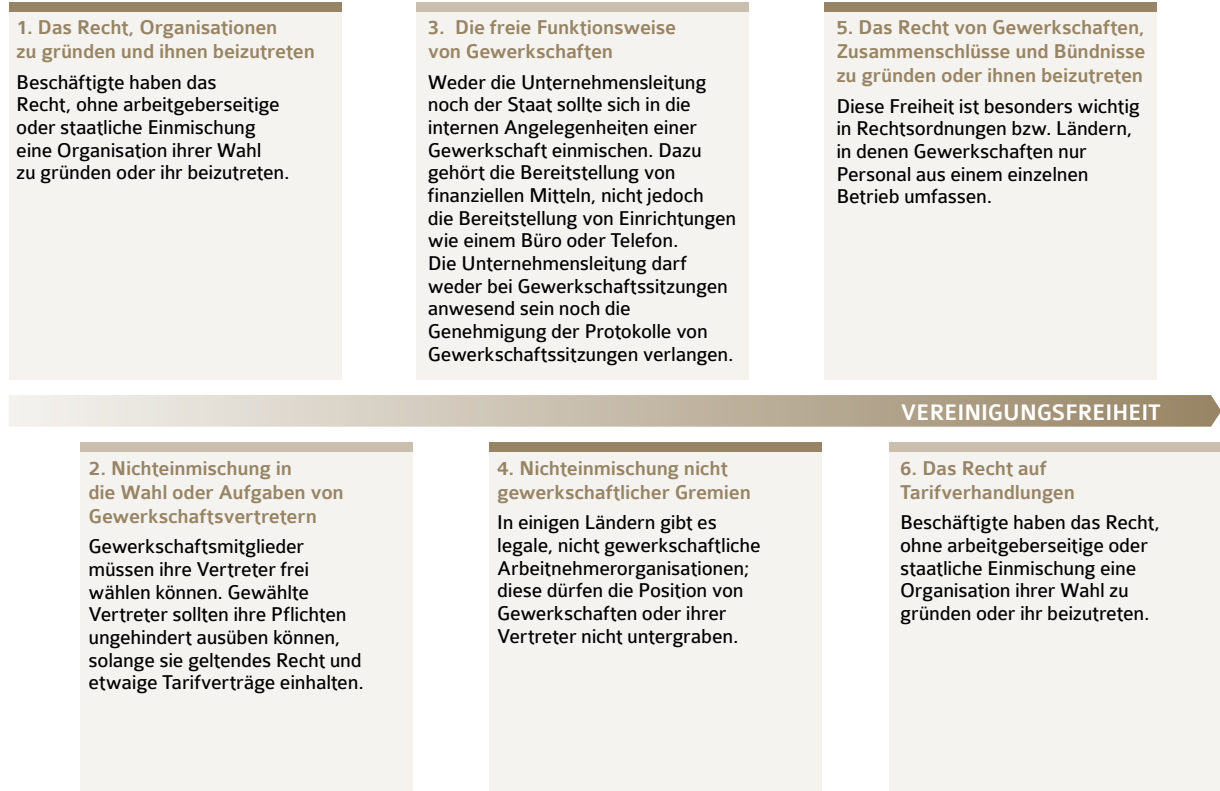 1. Das Recht, Organisationen
zu gründen und ihnen beizutreten
Beschäftigte haben das
Recht, ohne arbeitgeberseitige
oder staatliche Einmischung
eine Organisation ihrer Wahl
zu gründen oder ihr beizutreten.
3. Die freie Funktionsweise
von Gewerkschaften
Weder die Unternehmensleitung
noch der Staat sollte sich in die
internen Angelegenheiten einer
Gewerkschaft einmischen. Dazu
gehört die Bereitstellung von
finanziellen Mitteln, nicht jedoch
die Bereitstellung von Einrichtungen
wie einem Büro oder Telefon.
Die Unternehmensleitung darf
weder bei Gewerkschaftssitzungen
anwesend sein noch die
Genehmigung der Protokolle von
Gewerkschaftssitzungen verlangen.
5. Das Recht von Gewerkschaften,
Zusammenschlüsse und Bündnisse
zu gründen oder ihnen beizutreten
Diese Freiheit ist besonders wichtig
in Rechtsordnungen bzw. Ländern,
in denen Gewerkschaften nur
Personal aus einem einzelnen
Betrieb umfassen.
VEREINIGUNGSFREIHEIT
2. Nichteinmischung in
die Wahl oder Aufgaben von
Gewerkschaftsvertretern
Gewerkschaftsmitglieder
müssen ihre Vertreter frei
wählen können. Gewählte
Vertreter sollten ihre Pflichten
ungehindert ausüben können,
solange sie geltendes Recht und
etwaige Tarifverträge einhalten.
4. Nichteinmischung nicht
gewerkschaftlicher Gremien
In einigen Ländern gibt es
legale, nicht gewerkschaftliche
Arbeitnehmerorganisationen;
diese dürfen die Position von
Gewerkschaften oder ihrer
Vertreter nicht untergraben.
6. Das Recht auf
Tarifverhandlungen
Beschäftigte haben das Recht,
ohne arbeitgeberseitige oder
staatliche Einmischung eine
Organisation ihrer Wahl zu
gründen oder ihr beizutreten.